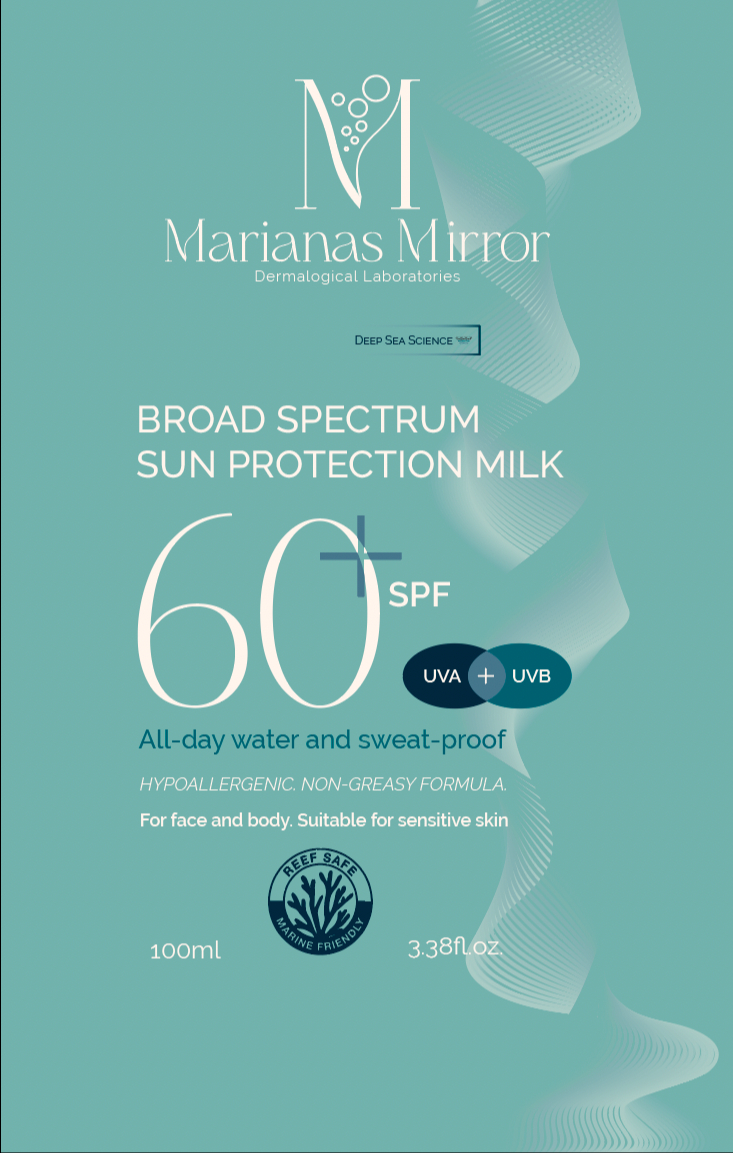 M
Marianas Mirror
Dermalogical Laboratories
DEEP SEA SCIENCE
BROAD SPECTRUM
SUN PROTECTION MILK
60+ SPF
UVA + UVB
All-day water and sweat-proof
HYPOALLERGENIC. NON-GREASY FORMULA.
For face and body. Suitable for sensitive skin
REEF SAFE
MARINE FRIENDLY
100ml
3.38fl.oz.